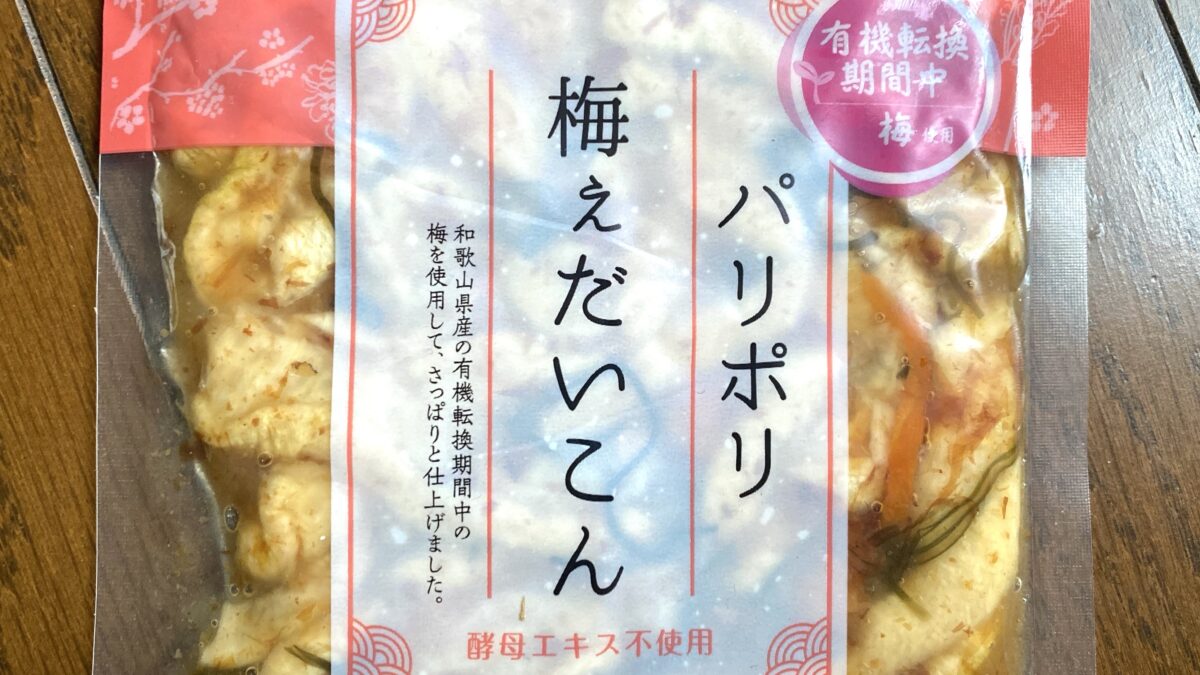 有機転換
期間中
梅使用
パリポリ
梅ぇだいこん
和歌山県産の有機転換期間中の
梅を使用して、さっぱりと仕上げました。
酵母エキス不使用